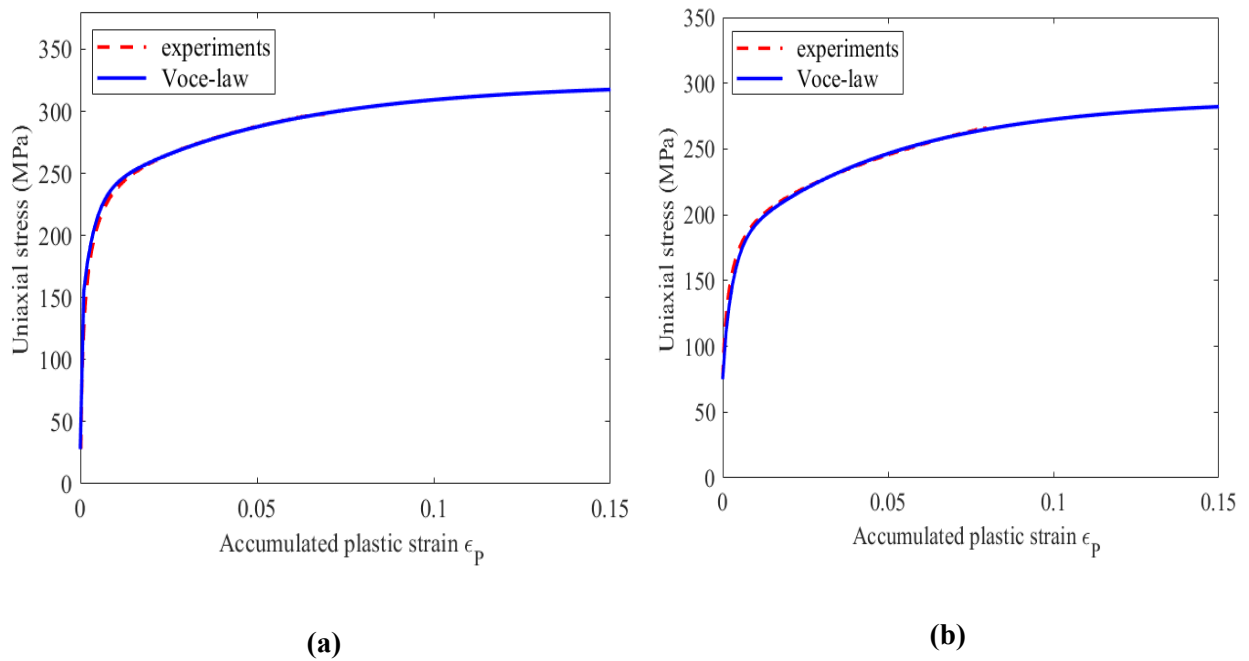 350
300
250
200
150
100
50
0
Uniaxial stress (MPa)
experiments
Voce-law
0 0.05 0.1 0.15
Accumulated plastic strain ϵ_P
(a)
350
300
250
200
150
100
50
0
Uniaxial stress (MPa)
experiments
Voce-law
0 0.05 0.1 0.15
Accumulated plastic strain ϵ_P
(b)